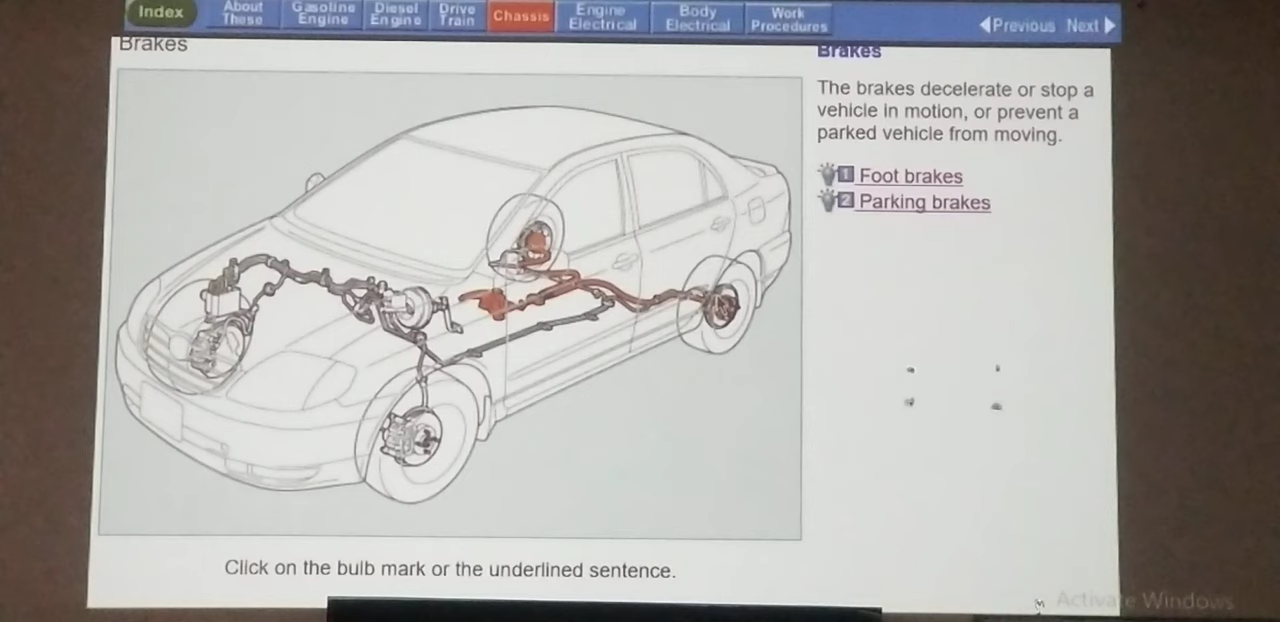 Index
About These
Gasoline Engine
Diesel Engine
Drive Train
Chassis
Engine Electrical
Body Electrical
Work Procedures
Previous Next
Brakes
Brakes
The brakes decelerate or stop a
vehicle in motion, or prevent a
parked vehicle from moving.
1 Foot brakes
2 Parking brakes
Click on the bulb mark or the underlined sentence.
Activate Windows